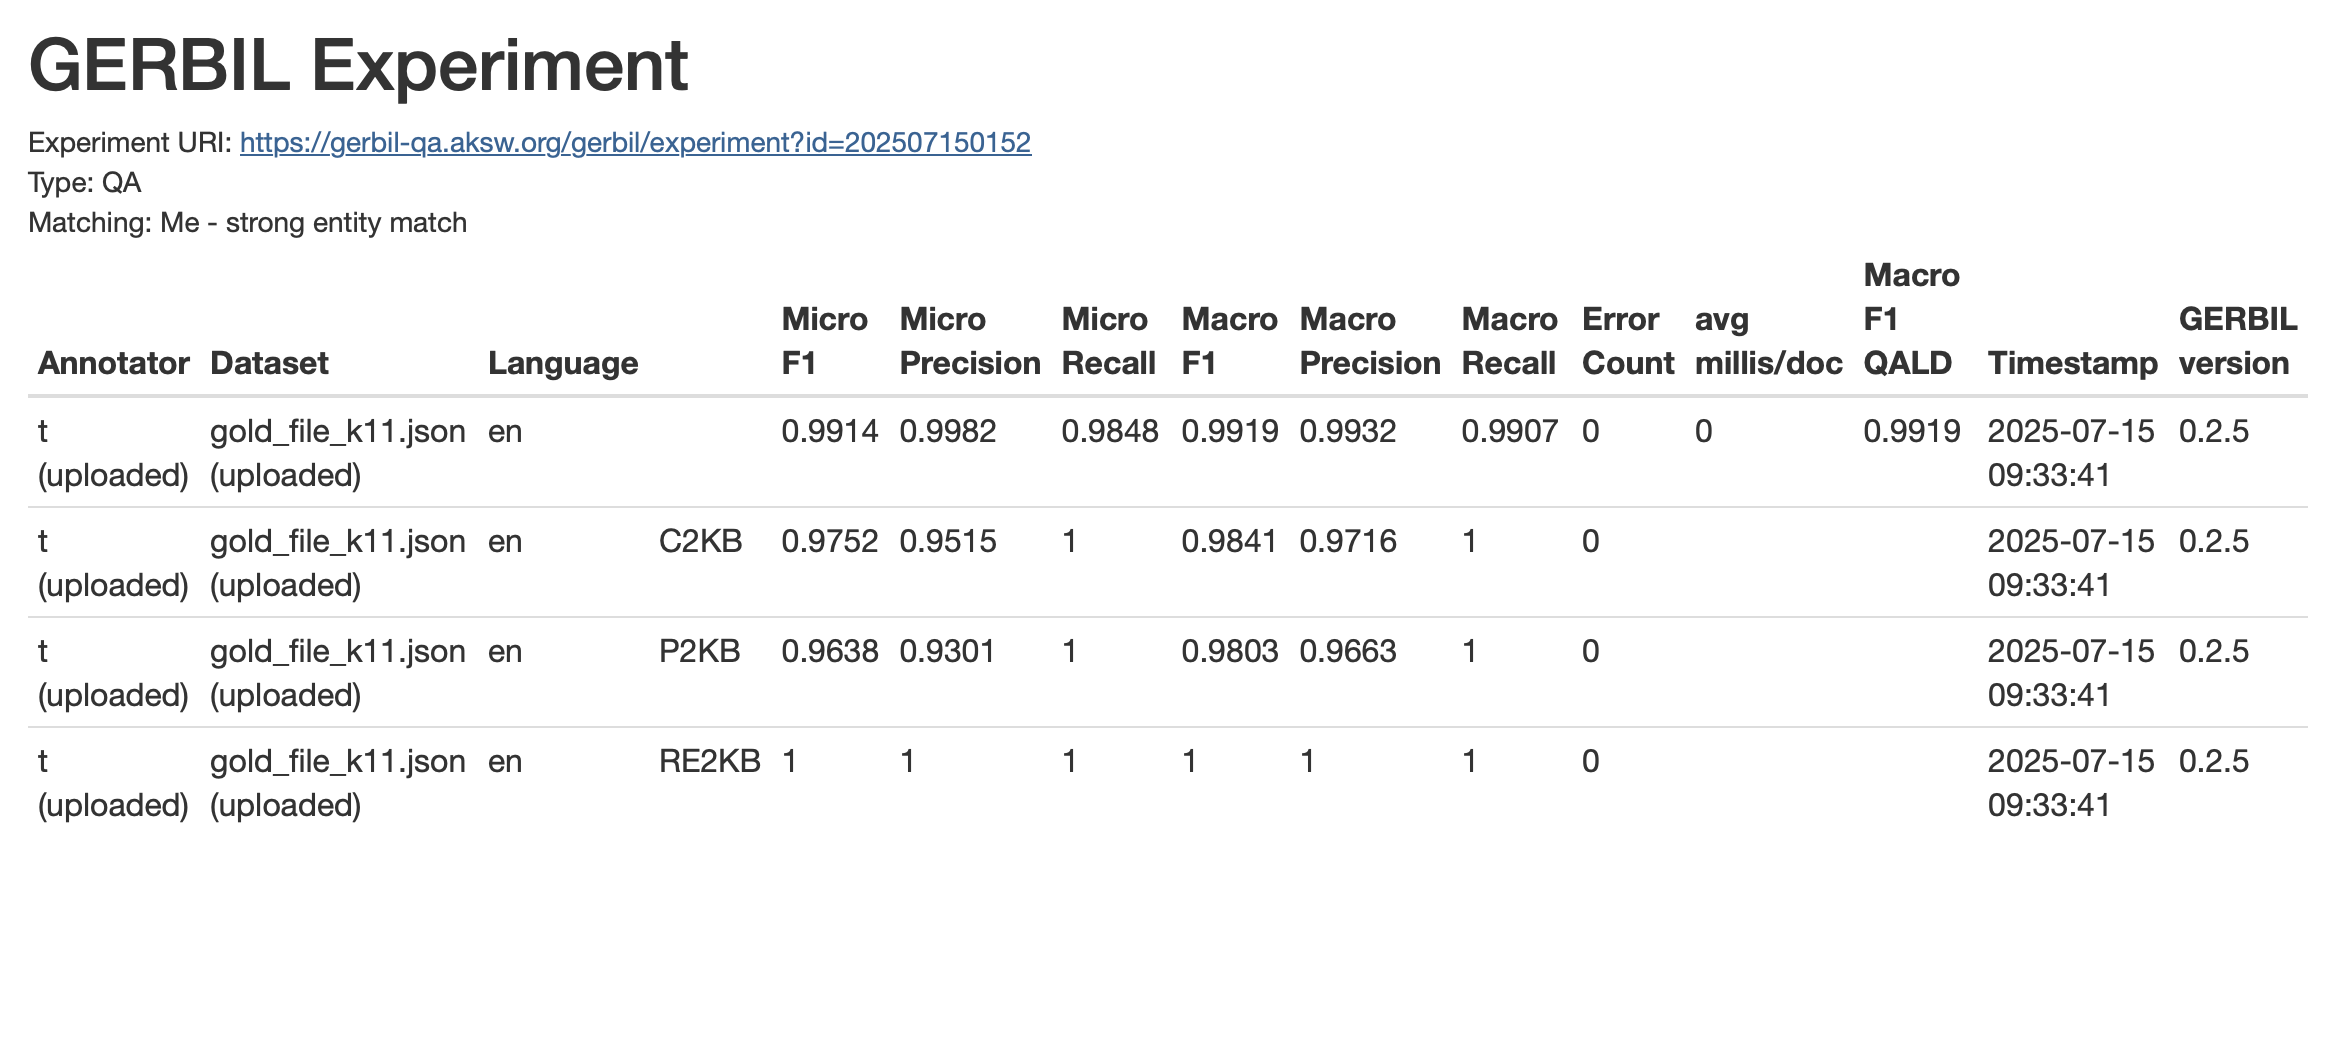 GERBIL Experiment
Experiment URI: https://gerbil-qa.aksw.org/gerbil/experiment?id=202507150152
Type: QA
Matching: Me - strong entity match
Annotator Dataset Language Micro F1 Micro Precision Micro Recall Macro F1 Macro Precision Macro Recall Error Count avg millis/doc Macro F1 QALD Timestamp GERBIL version
t gold_file_k11.json en 0.9914 0.9982 0.9848 0.9919 0.9932 0.9907 0 0 0.9919 2025-07-15 0.2.5
(uploaded) (uploaded) 09:33:41
t gold_file_k11.json en C2KB 0.9752 0.9515 1 0.9841 0.9716 1 0 2025-07-15 0.2.5
(uploaded) (uploaded) 09:33:41
t gold_file_k11.json en P2KB 0.9638 0.9301 1 0.9803 0.9663 1 0 2025-07-15 0.2.5
(uploaded) (uploaded) 09:33:41
t gold_file_k11.json en RE2KB 1 1 1 1 1 1 0 2025-07-15 0.2.5
(uploaded) (uploaded) 09:33:41